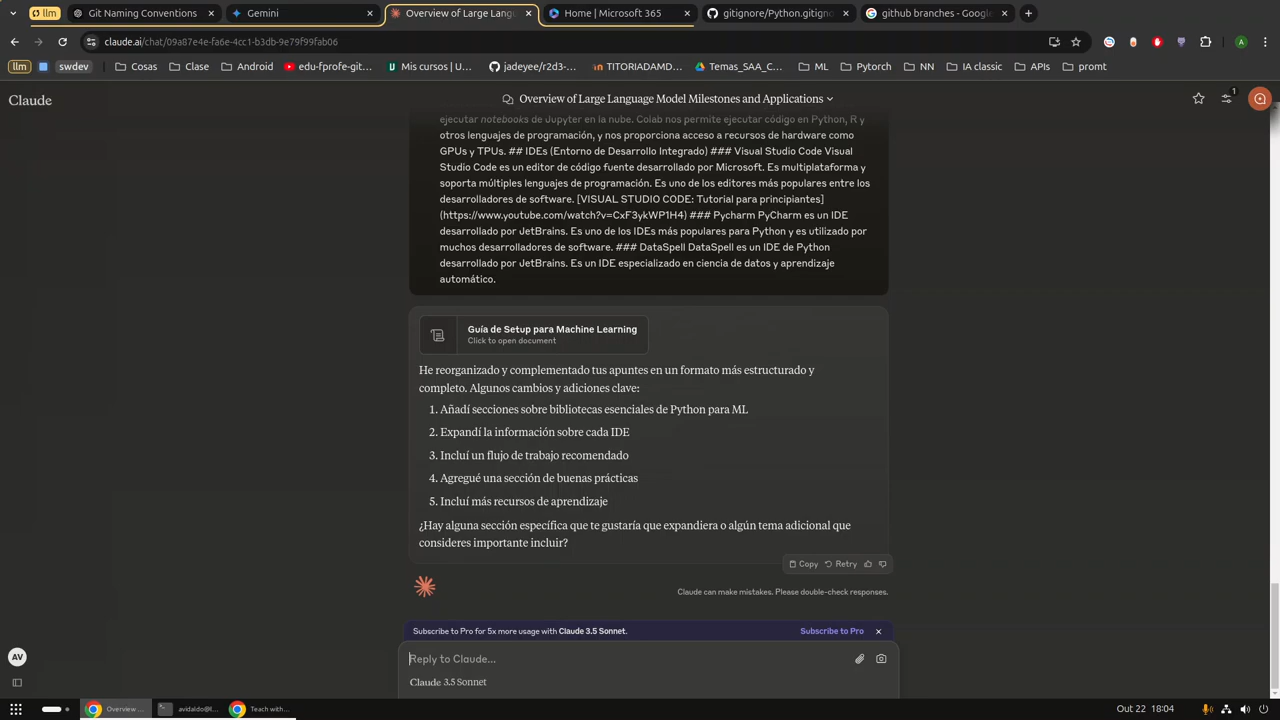 llm
Git Naming Conventions
Gemini
Overview of Large Langu
Home | Microsoft 365
gitignore/Python.gitigno
github branches - Google
claude.ai/chat/09a87e4e-fa6e-4cc1-b3db-9e79f99fab06
llm
swdev
Cosas
Clase
Android
edu-fprofe-git...
Mis cursos | U...
jadeyee/r2d3-...
TITORIADAMD...
Temas_SAA_C...
ML
Pytorch
NN
IA classic
APIs
promt
Claude
Overview of Large Language Model Milestones and Applications
1
ejecutar notebooks de Jupyter en la nube. Colab nos permite ejecutar código en Python, R y
otros lenguajes de programación, y nos proporciona acceso a recursos de hardware como
GPUs y TPUs. ## IDEs (Entorno de Desarrollo Integrado) ### Visual Studio Code Visual
Studio Code es un editor de código fuente desarrollado por Microsoft. Es multiplataforma y
soporta múltiples lenguajes de programación. Es uno de los editores más populares entre los
desarrolladores de software. [VISUAL STUDIO CODE: Tutorial para principiantes]
(https://www.youtube.com/watch?v=CxF3ykWP1H4) ### Pycharm PyCharm es un IDE
desarrollado por JetBrains. Es uno de los IDEs más populares para Python y es utilizado por
muchos desarrolladores de software. ### DataSpell DataSpell es un IDE de Python
desarrollado por JetBrains. Es un IDE especializado en ciencia de datos y aprendizaje
automático.
Guía de Setup para Machine Learning
Click to open document
He reorganizado y complementado tus apuntes en un formato más estructurado y
completo. Algunos cambios y adiciones clave:
1. Añadí secciones sobre bibliotecas esenciales de Python para ML
2. Expandí la información sobre cada IDE
3. Incluí un flujo de trabajo recomendado
4. Agregué una sección de buenas prácticas
5. Incluí más recursos de aprendizaje
¿Hay alguna sección específica que te gustaría que expandiera o algún tema adicional que
consideres importante incluir?
Copy
Retry
Claude can make mistakes. Please double-check responses.
Subscribe to Pro for 5x more usage with Claude 3.5 Sonnet.
Subscribe to Pro
Reply to Claude...
Claude 3.5 Sonnet
AV
Overview ...
avidaldo@l...
Teach with...
Out 22 18:04